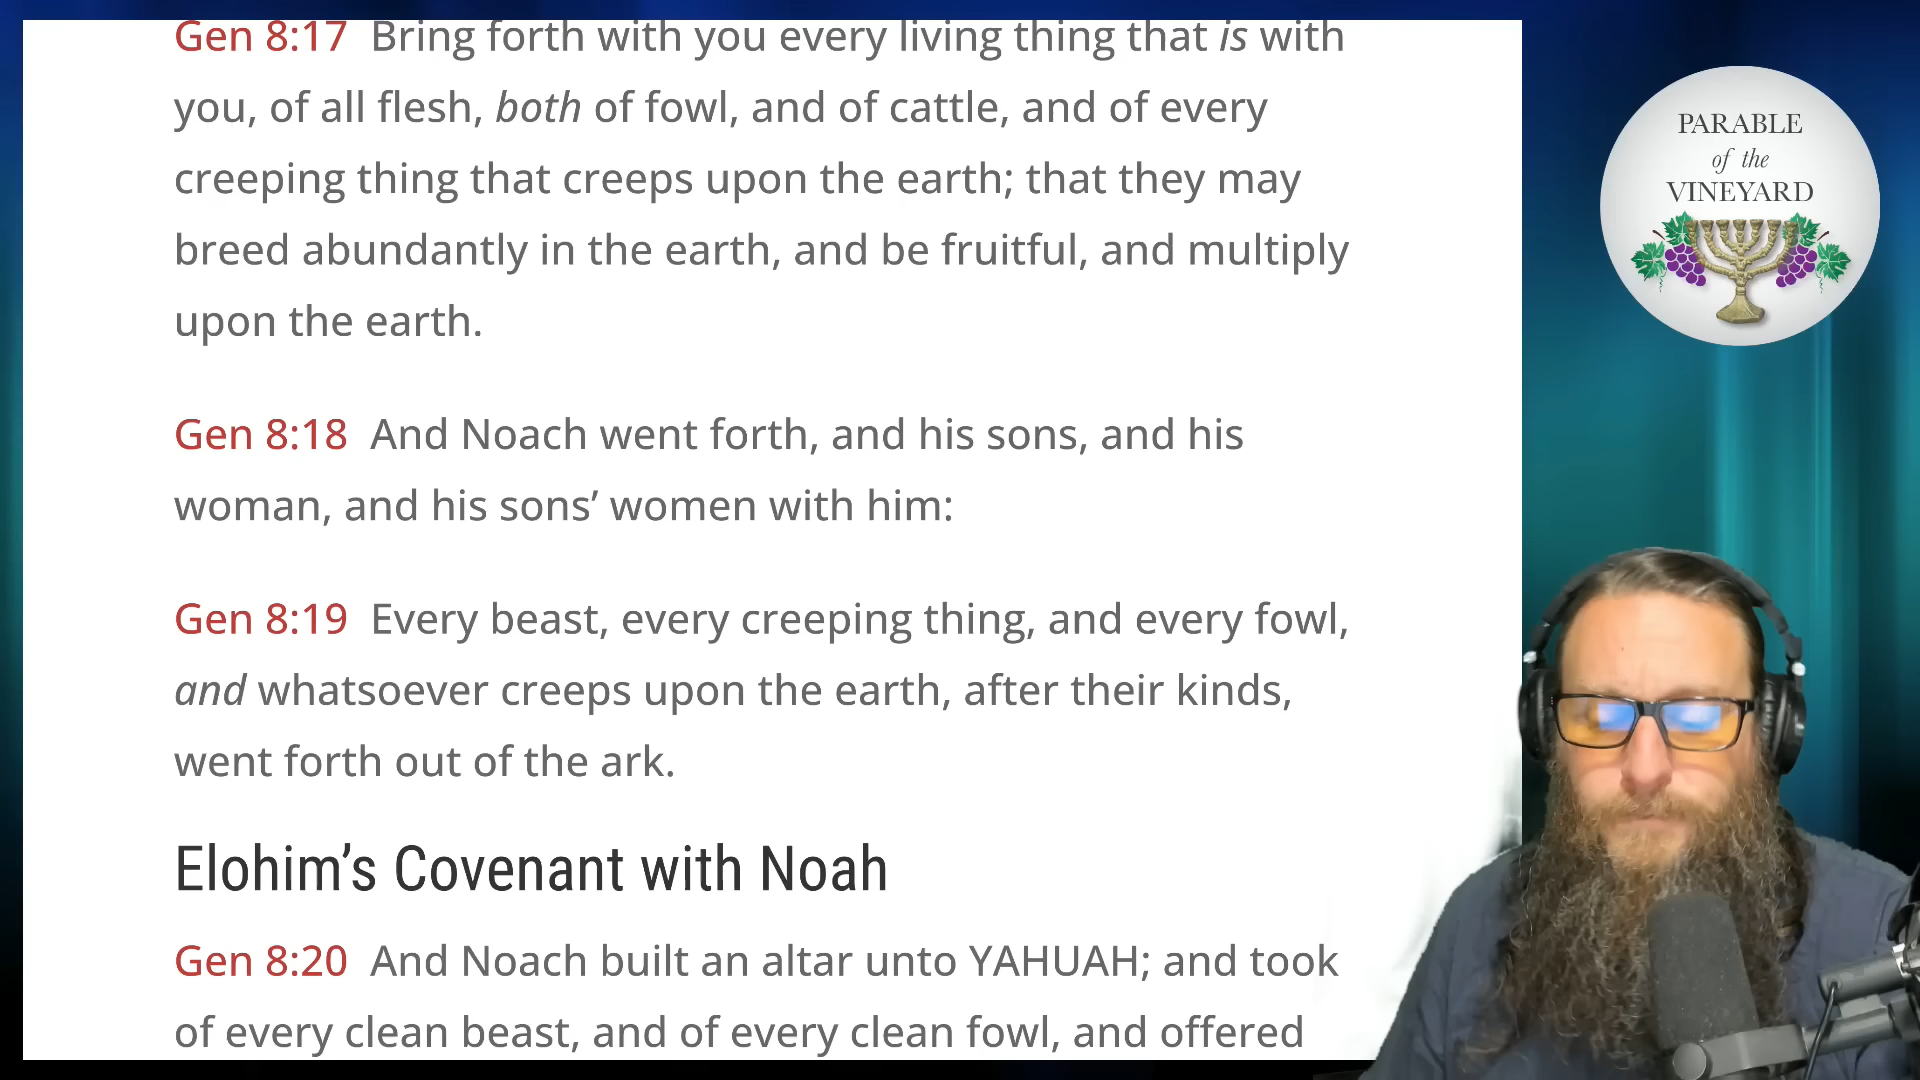 Gen 8:17 Bring forth with you every living thing that is with
you, of all flesh, both of fowl, and of cattle, and of every
creeping thing that creeps upon the earth; that they may
breed abundantly in the earth, and be fruitful, and multiply
upon the earth.
Gen 8:18 And Noach went forth, and his sons, and his
woman, and his sons’ women with him:
Gen 8:19 Every beast, every creeping thing, and every fowl,
and whatsoever creeps upon the earth, after their kinds,
went forth out of the ark.
Elohim’s Covenant with Noah
Gen 8:20 And Noach built an altar unto YAHUAH; and took
of every clean beast, and of every clean fowl, and offered
PARABLE
of the
VINEYARD